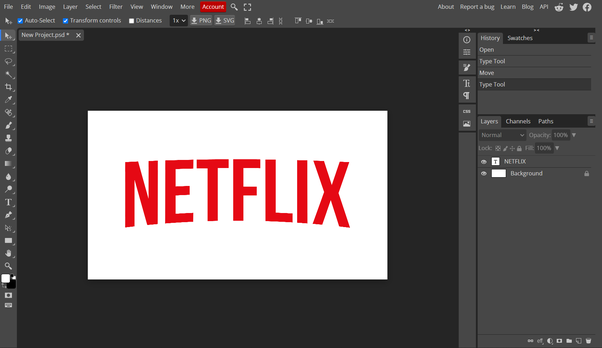 File Edit Image Layer Select Filter View Window More Account About Report a bug Learn Blog API
Auto-Select Transform controls Distances 1x PNG SVG
New Project.psd *
History Swatches
Open
Type Tool
Move
Type Tool
CSS
Layers Channels Paths
Normal Opacity: 100%
Lock: Fill: 100%
T NETFLIX
Background
NETFLIX